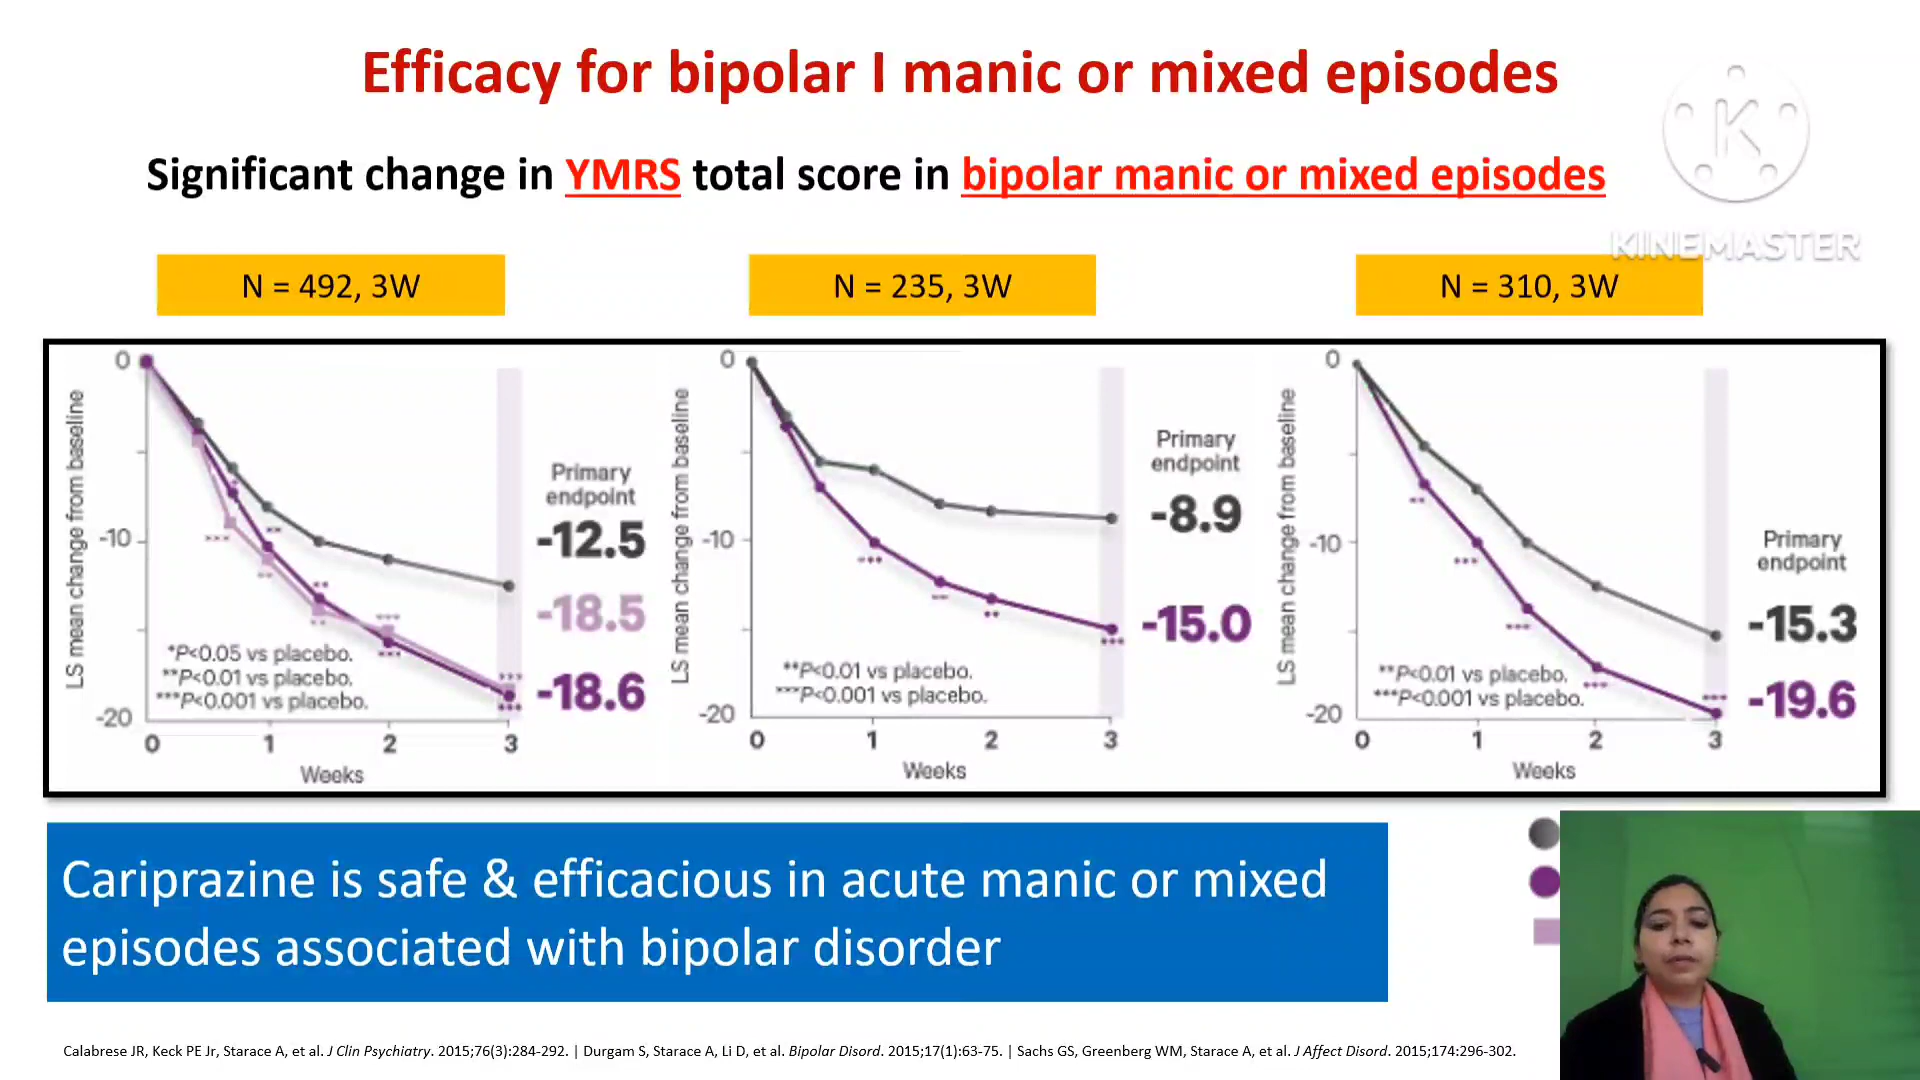 Efficacy for bipolar I manic or mixed episodes
K
KINEMASTER
Significant change in YMRS total score in bipolar manic or mixed episodes
N = 492, 3W
N = 235, 3W
N = 310, 3W
LS mean change from baseline
0
-10
-20
0
1
2
3
Weeks
*P<0.05 vs placebo.
**P<0.01 vs placebo.
***P<0.001 vs placebo.
Primary
endpoint
-12.5
-18.5
-18.6
LS mean change from baseline
0
-10
-20
0
1
2
3
Weeks
**P<0.01 vs placebo.
***P<0.001 vs placebo.
Primary
endpoint
-8.9
-15.0
LS mean change from baseline
0
-10
-20
0
1
2
3
Weeks
**P<0.01 vs placebo.
***P<0.001 vs placebo.
Primary
endpoint
-15.3
-19.6
Cariprazine is safe & efficacious in acute manic or mixed
episodes associated with bipolar disorder
Calabrese JR, Keck PE Jr, Starace A, et al. J Clin Psychiatry. 2015;76(3):284-292. | Durgam S, Starace A, Li D, et al. Bipolar Disord. 2015;17(1):63-75. | Sachs GS, Greenberg WM, Starace A, et al. J Affect Disord. 2015;174:296-302.